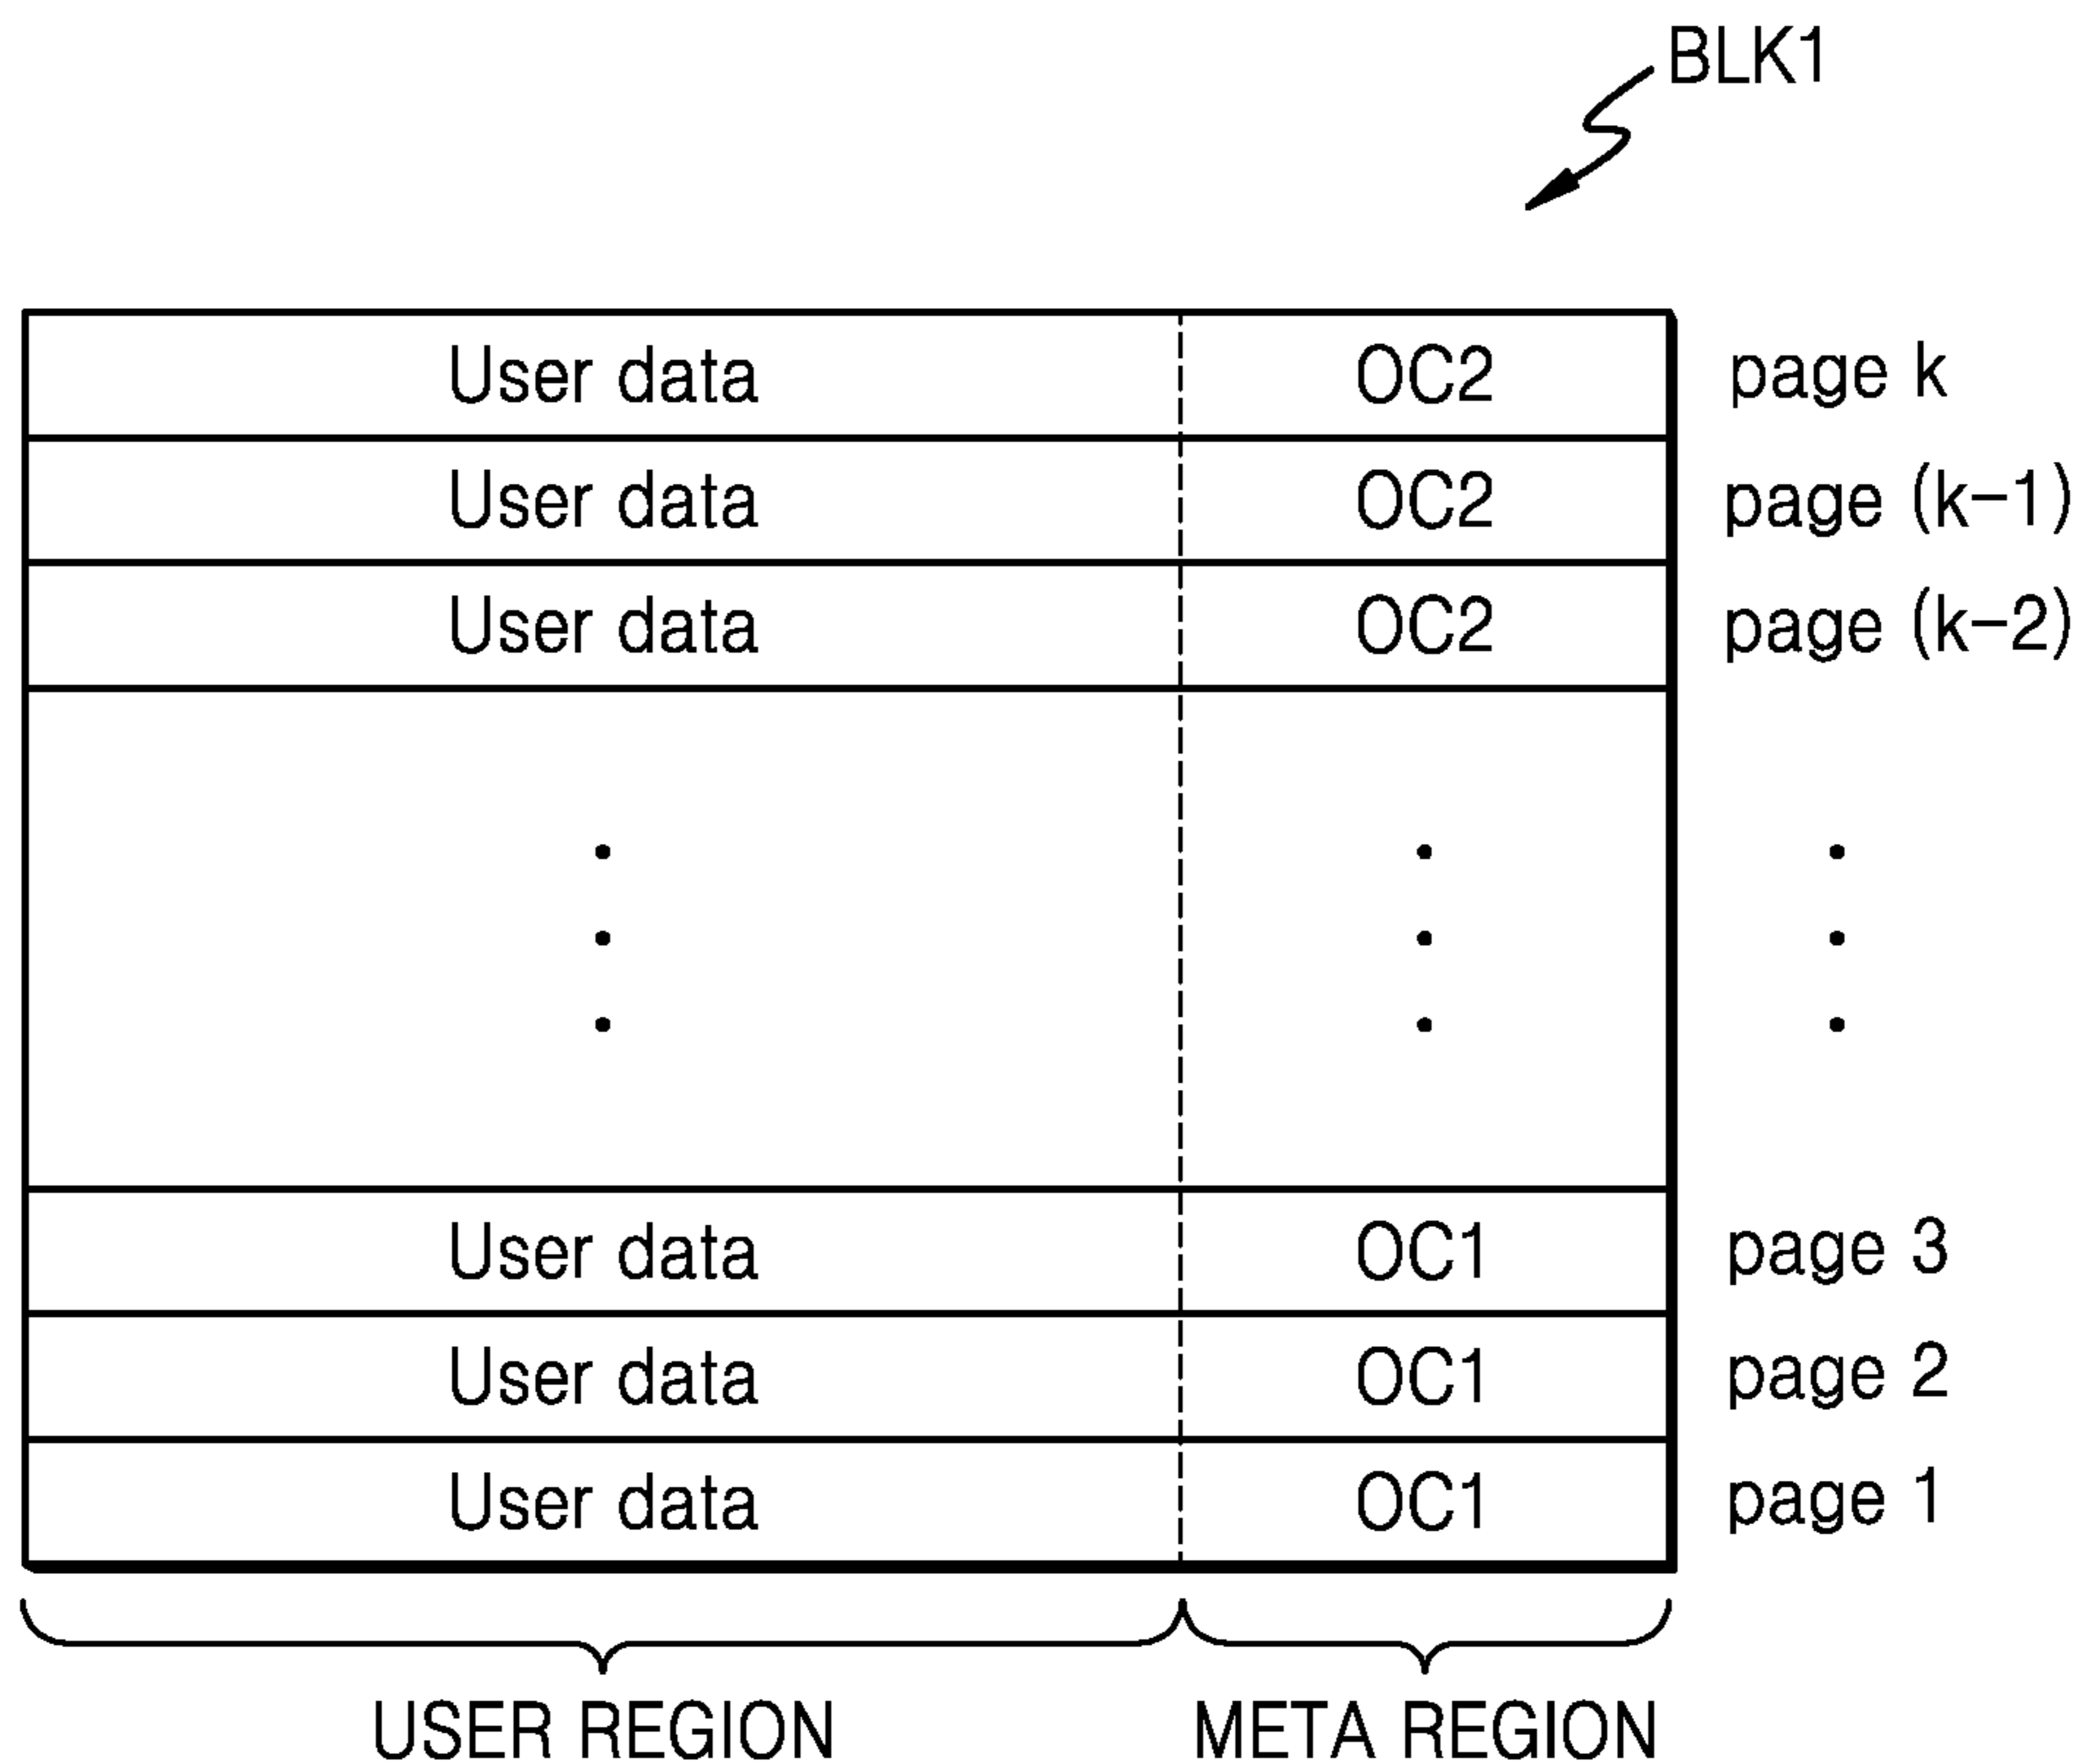 BLK1
User data OC2 page k
User data OC2 page (k-1)
User data OC2 page (k-2)
User data OC1 page 3
User data OC1 page 2
User data OC1 page 1
USER REGION META REGION